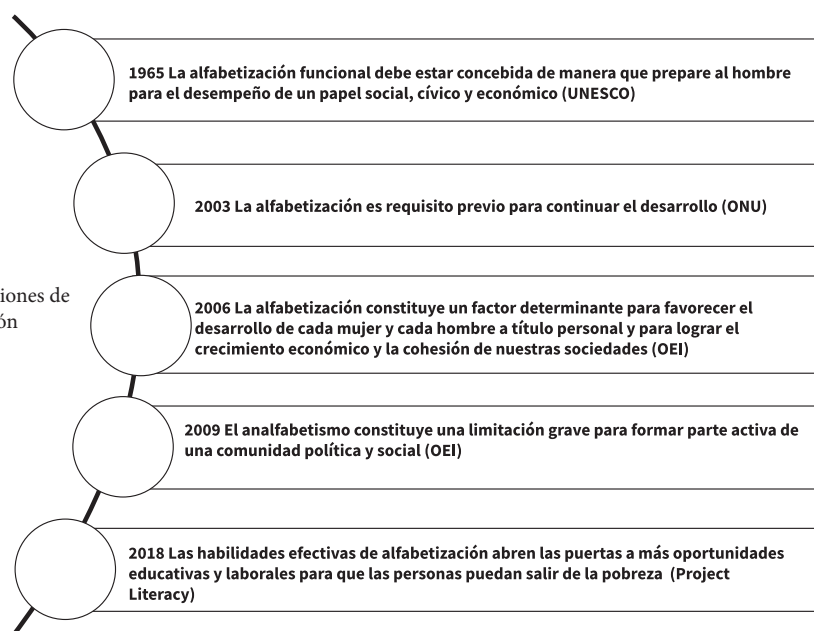 1965 La alfabetización funcional debe estar concebida de manera que prepare al hombre
para el desempeño de un papel social, cívico y económico (UNESCO)
2003 La alfabetización es requisito previo para continuar el desarrollo (ONU)
iones de
ón
2006 La alfabetización constituye un factor determinante para favorecer el
desarrollo de cada mujer y cada hombre a título personal y para lograr el
crecimiento económico y la cohesión de nuestras sociedades (OEI)
2009 El analfabetismo constituye una limitación grave para formar parte activa de
una comunidad política y social (OEI)
2018 Las habilidades efectivas de alfabetización abren las puertas a más oportunidades
educativas y laborales para que las personas puedan salir de la pobreza (Project
Literacy)